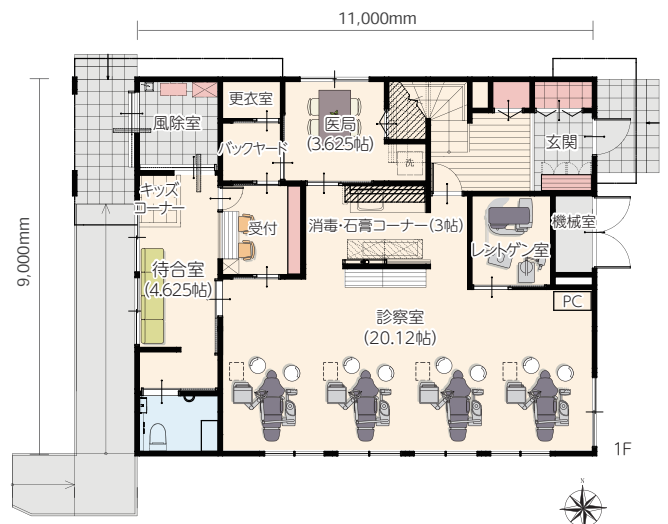 11,000mm
9,000mm
風除室
更衣室
医局
(3.625帖)
玄関
バックヤード
洗
キッズ
コーナー
受付
消毒・石膏コーナー(3帖)
レントゲン室
機械室
待合室
(4.625帖)
PC
診察室
(20.12帖)
1F
N